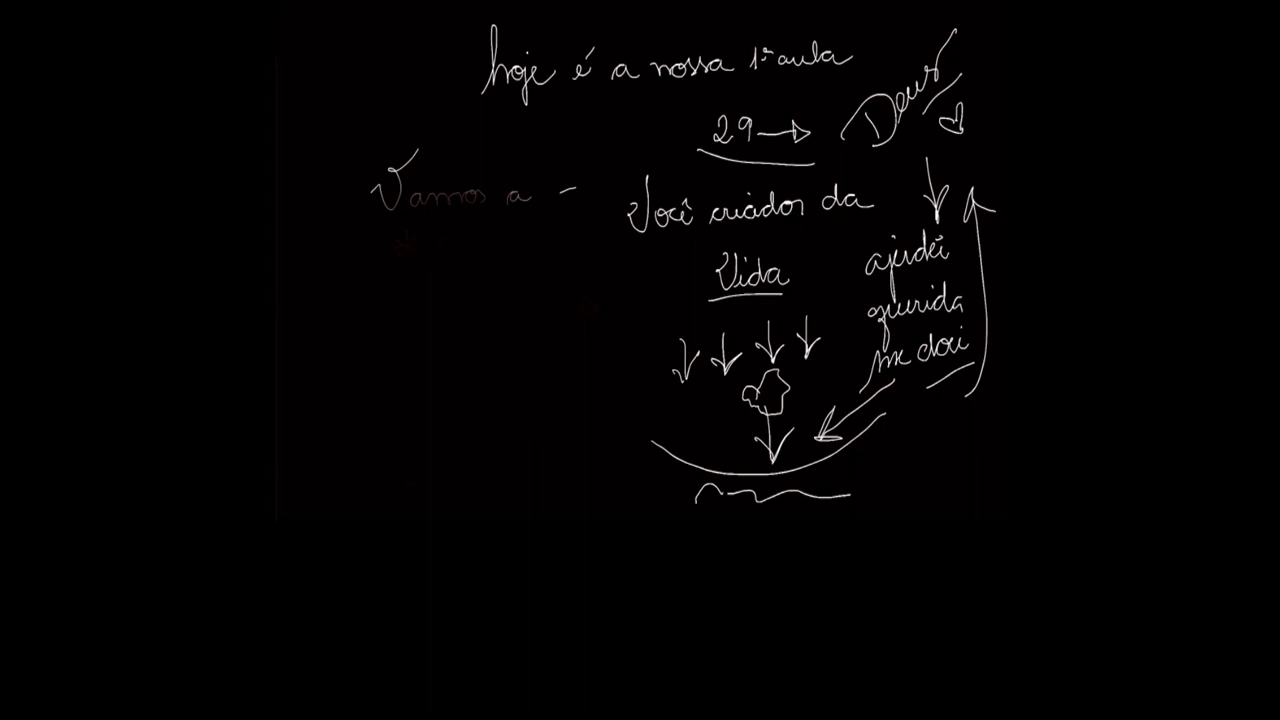 hoje é a nossa 1ª aula
29 → Deus
Vamos a - Você criador da
Vida
ajudei
querida
me doei